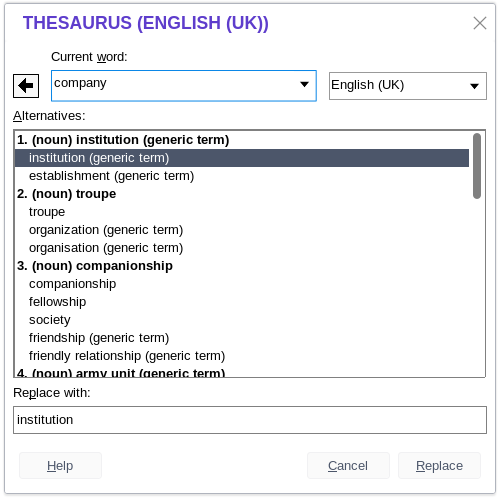 THESAURUS (ENGLISH (UK))
Current word:
company
English (UK)
Alternatives:
1. (noun) institution (generic term)
institution (generic term)
establishment (generic term)
2. (noun) troupe
troupe
organization (generic term)
organisation (generic term)
3. (noun) companionship
companionship
fellowship
society
friendship (generic term)
friendly relationship (generic term)
4. (noun) army unit (generic term)
Replace with:
institution
Help
Cancel
Replace